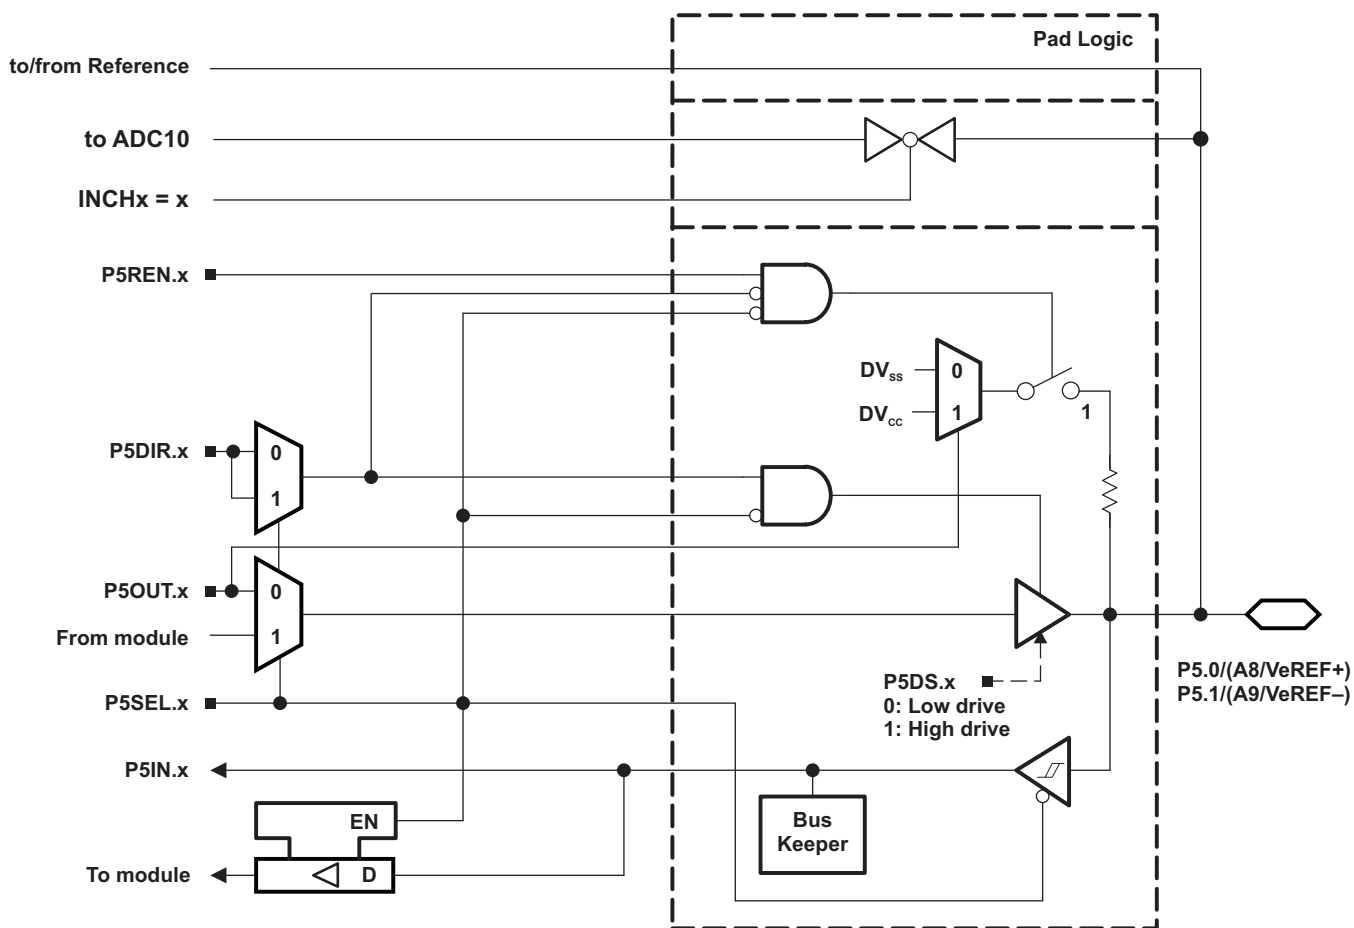 Pad Logic
to/from Reference
to ADC10
INCHx = x
P5REN.x
DVSS
0
DVCC
1
1
P5DIR.x
0
1
P5OUT.x
0
From module
1
P5SEL.x
P5DS.x
0: Low drive
1: High drive
P5.0/(A8/VeREF+)
P5.1/(A9/VeREF–)
P5IN.x
EN
Bus
Keeper
To module
D